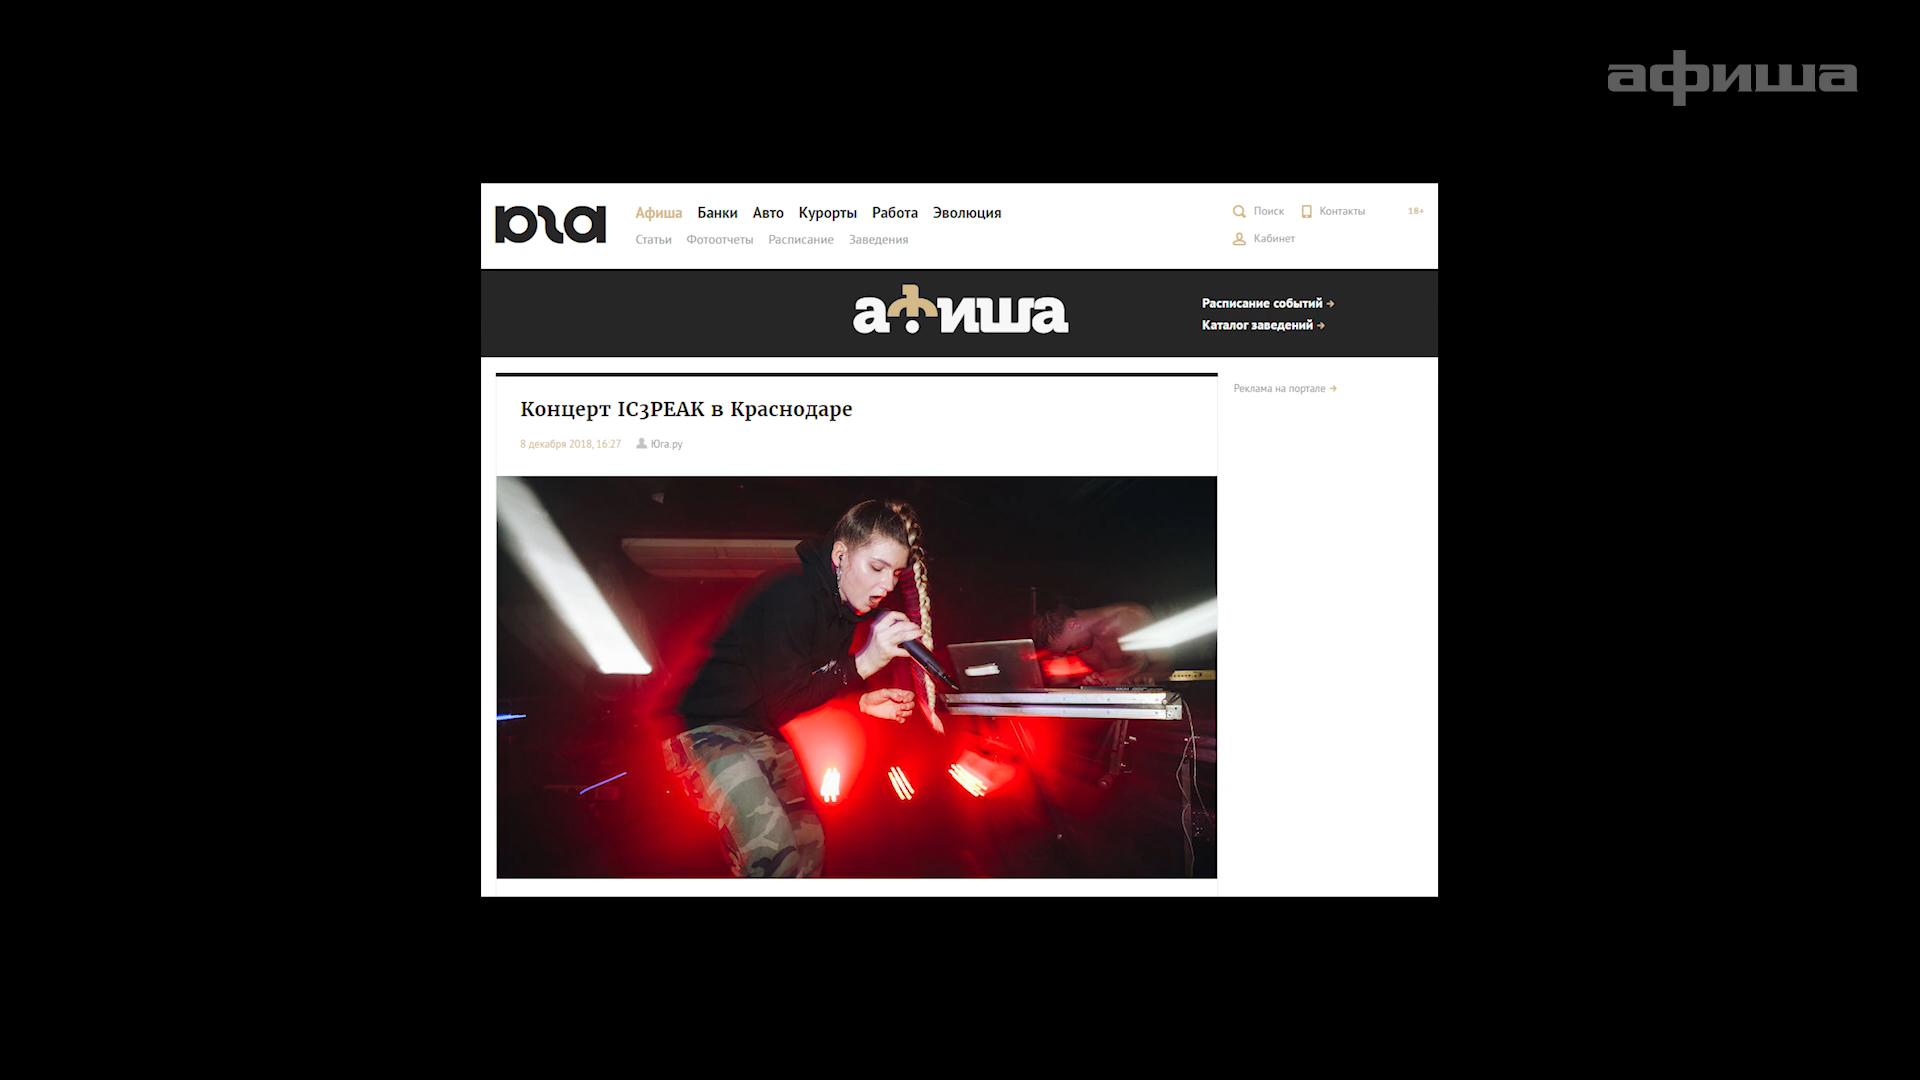 афиша
юга
Афиша Банки Авто Курорты Работа Эволюция
Статьи Фотоотчеты Расписание Заведения
Поиск Контакты 18+
Кабинет
афиша
Расписание событий →
Каталог заведений →
Реклама на портале →
Концерт IC3PEAK в Краснодаре
8 декабря 2018, 16:27 Юга.ру